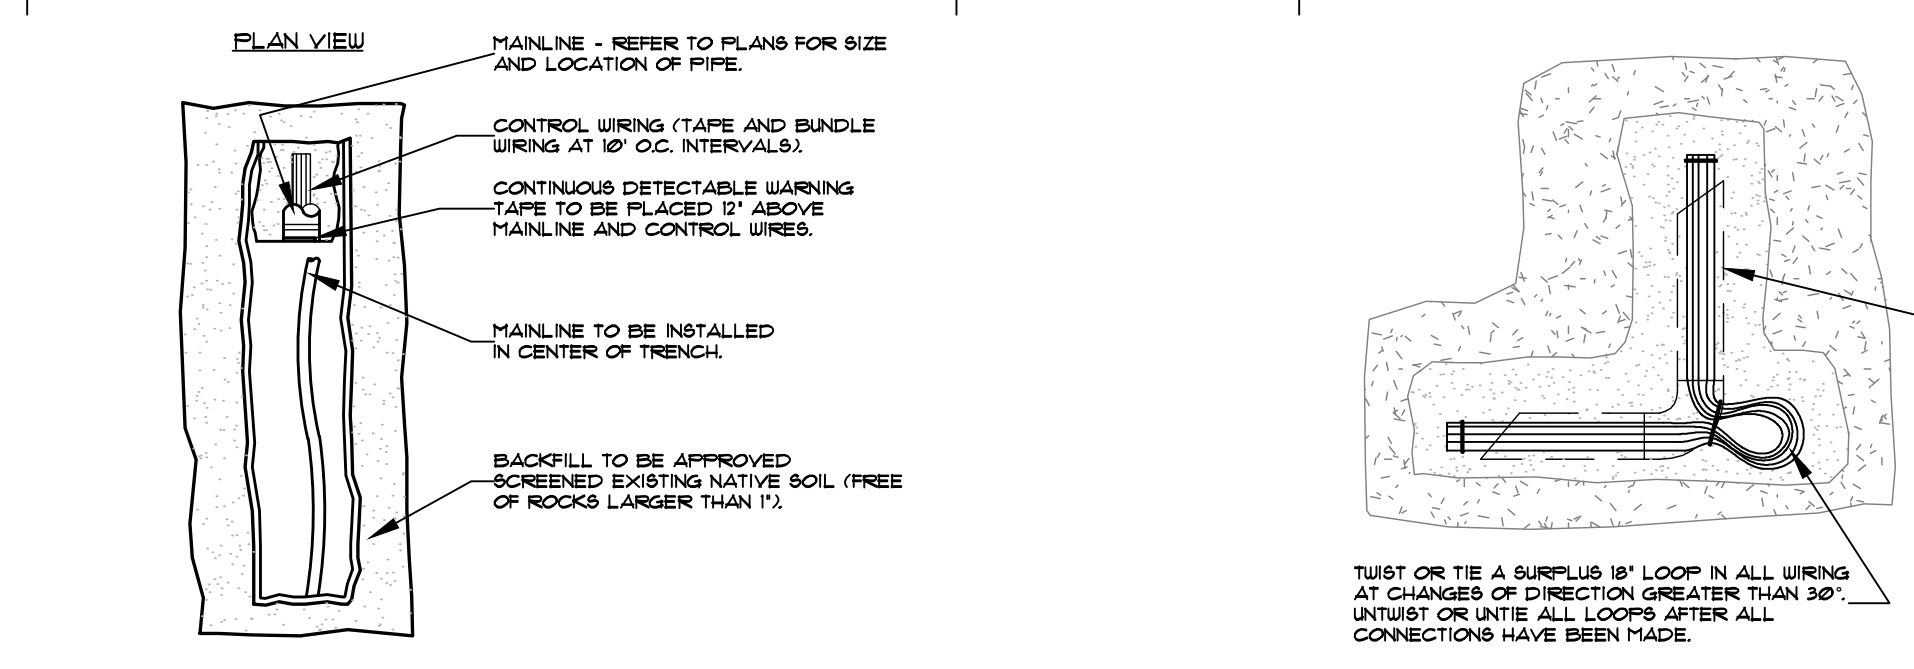 PLAN VIEW
MAINLINE - REFER TO PLANS FOR SIZE
AND LOCATION OF PIPE.
CONTROL WIRING (TAPE AND BUNDLE
WIRING AT 10' O.C. INTERVALS).
CONTINUOUS DETECTABLE WARNING
TAPE TO BE PLACED 12" ABOVE
MAINLINE AND CONTROL WIRES.
MAINLINE TO BE INSTALLED
IN CENTER OF TRENCH.
BACKFILL TO BE APPROVED
SCREENED EXISTING NATIVE SOIL (FREE
OF ROCKS LARGER THAN 1").
TWIST OR TIE A SURPLUS 18" LOOP IN ALL WIRING
AT CHANGES OF DIRECTION GREATER THAN 30°.
UNTWIST OR UNTIE ALL LOOPS AFTER ALL
CONNECTIONS HAVE BEEN MADE.